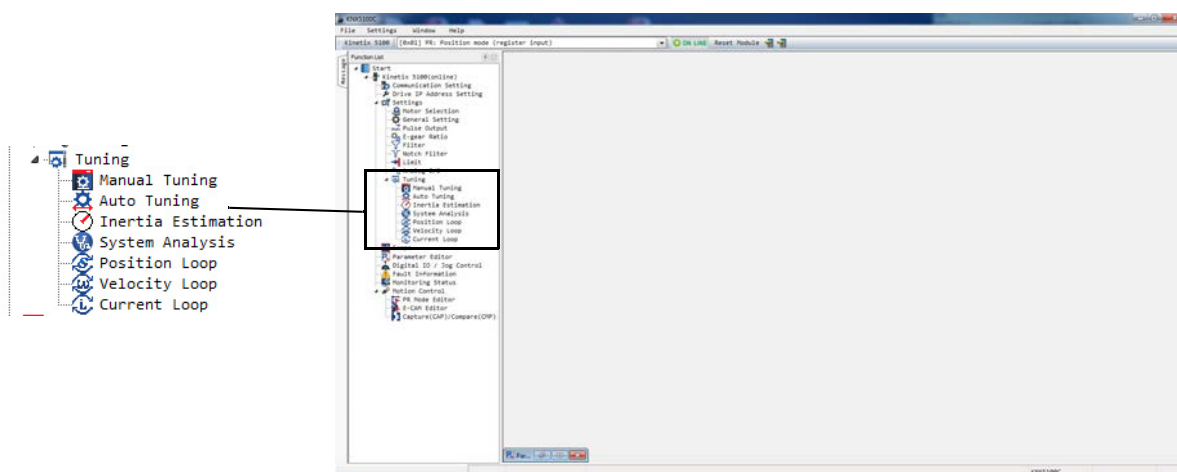 KNX5100C
File Settings Window Help
Kinetix 5100 [0x01] PR: Position mode (register input) ON LINE Reset Module
Message
Function List
Start
Kinetix 5100(online)
Communication Setting
Drive IP Address Setting
Settings
Motor Selection
General Setting
Pulse Output
E-gear Ratio
Filter
Notch Filter
Limit
Tuning
Manual Tuning
Auto Tuning
Inertia Estimation
System Analysis
Position Loop
Velocity Loop
Current Loop
Parameter Editor
Digital IO / Jog Control
Fault Information
Monitoring Status
Motion Control
PR Mode Editor
E-CAM Editor
Capture(CAP)/Compare(CMP)
Tuning
Manual Tuning
Auto Tuning
Inertia Estimation
System Analysis
Position Loop
Velocity Loop
Current Loop
Par...
KNX5100C